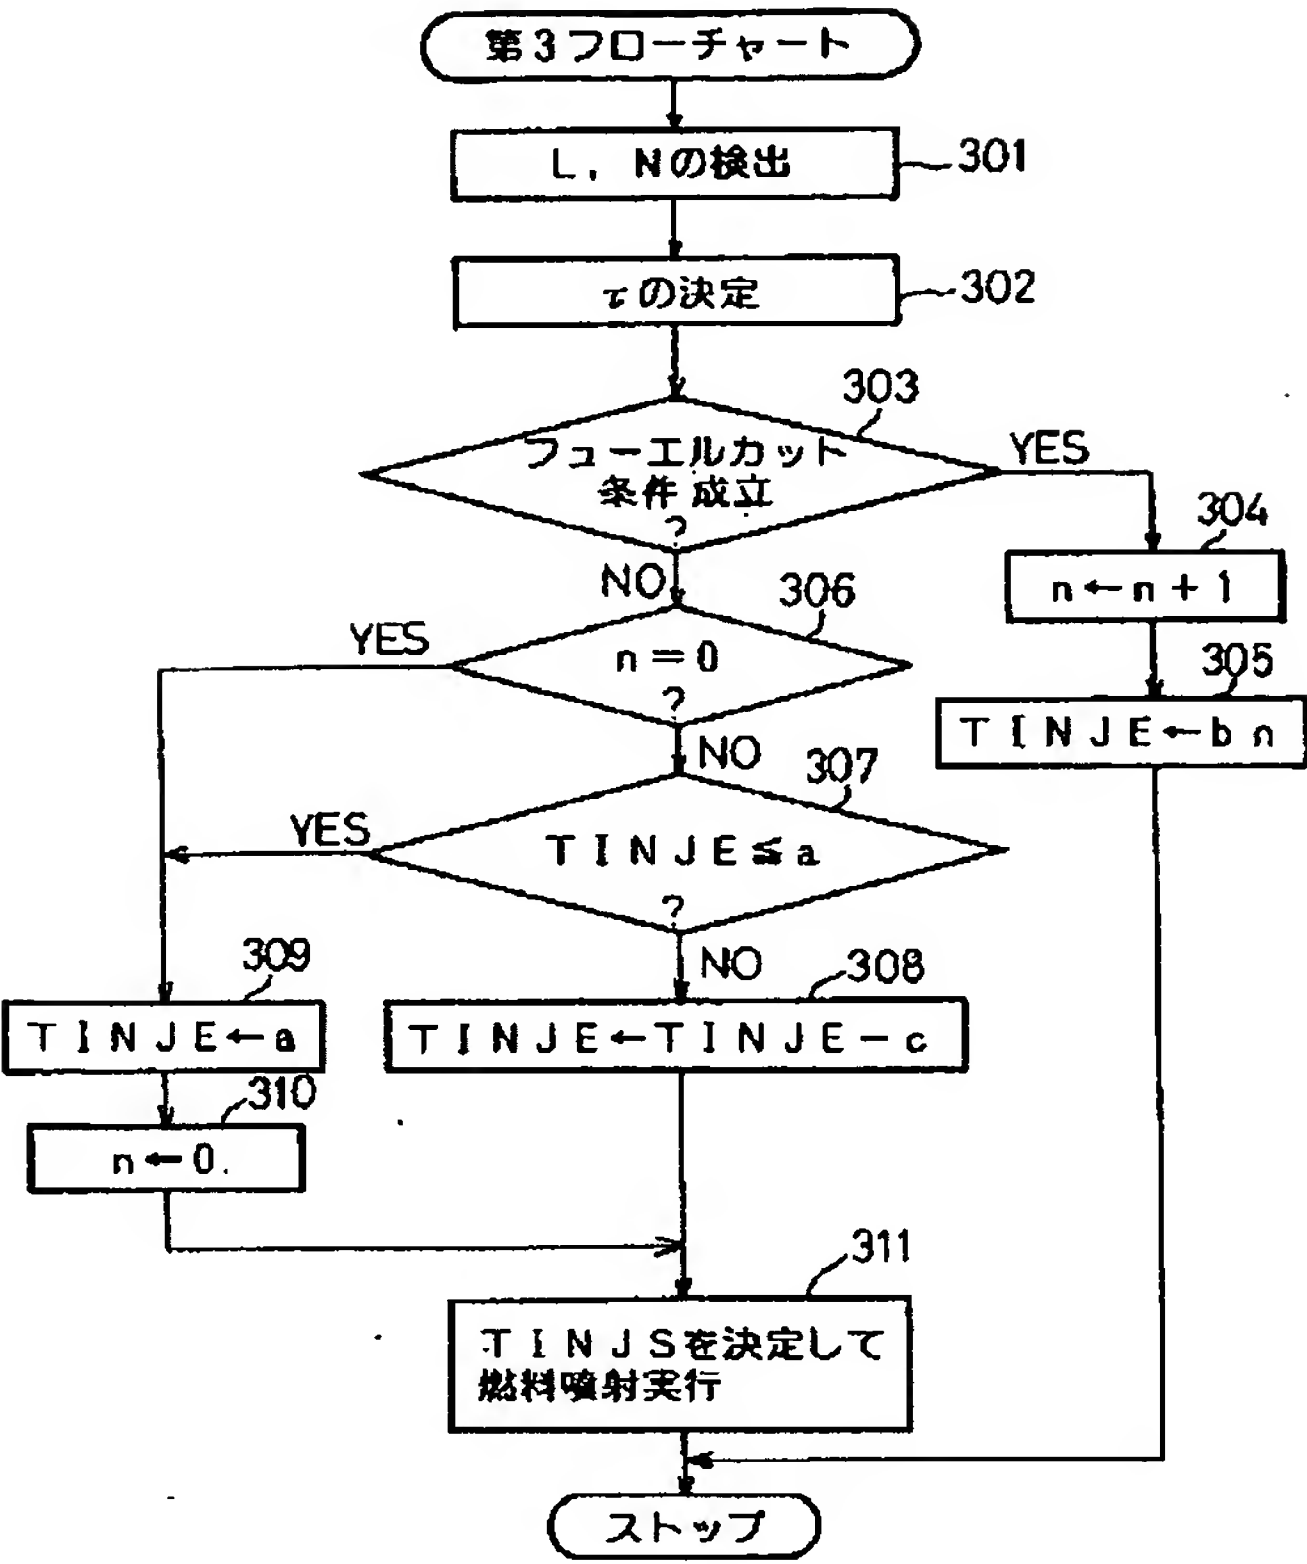 第3フローチャート
L, Nの検出
301
τの決定
302
303
フューエルカット
条件成立
?
YES
NO
304
n←n+1
305
TINJE←bn
306
n=0
?
YES
NO
307
TINJE≦a
?
YES
NO
308
TINJE←TINJE-c
309
TINJE←a
310
n←0.
311
TINJSを決定して
燃料噴射実行
ストップ